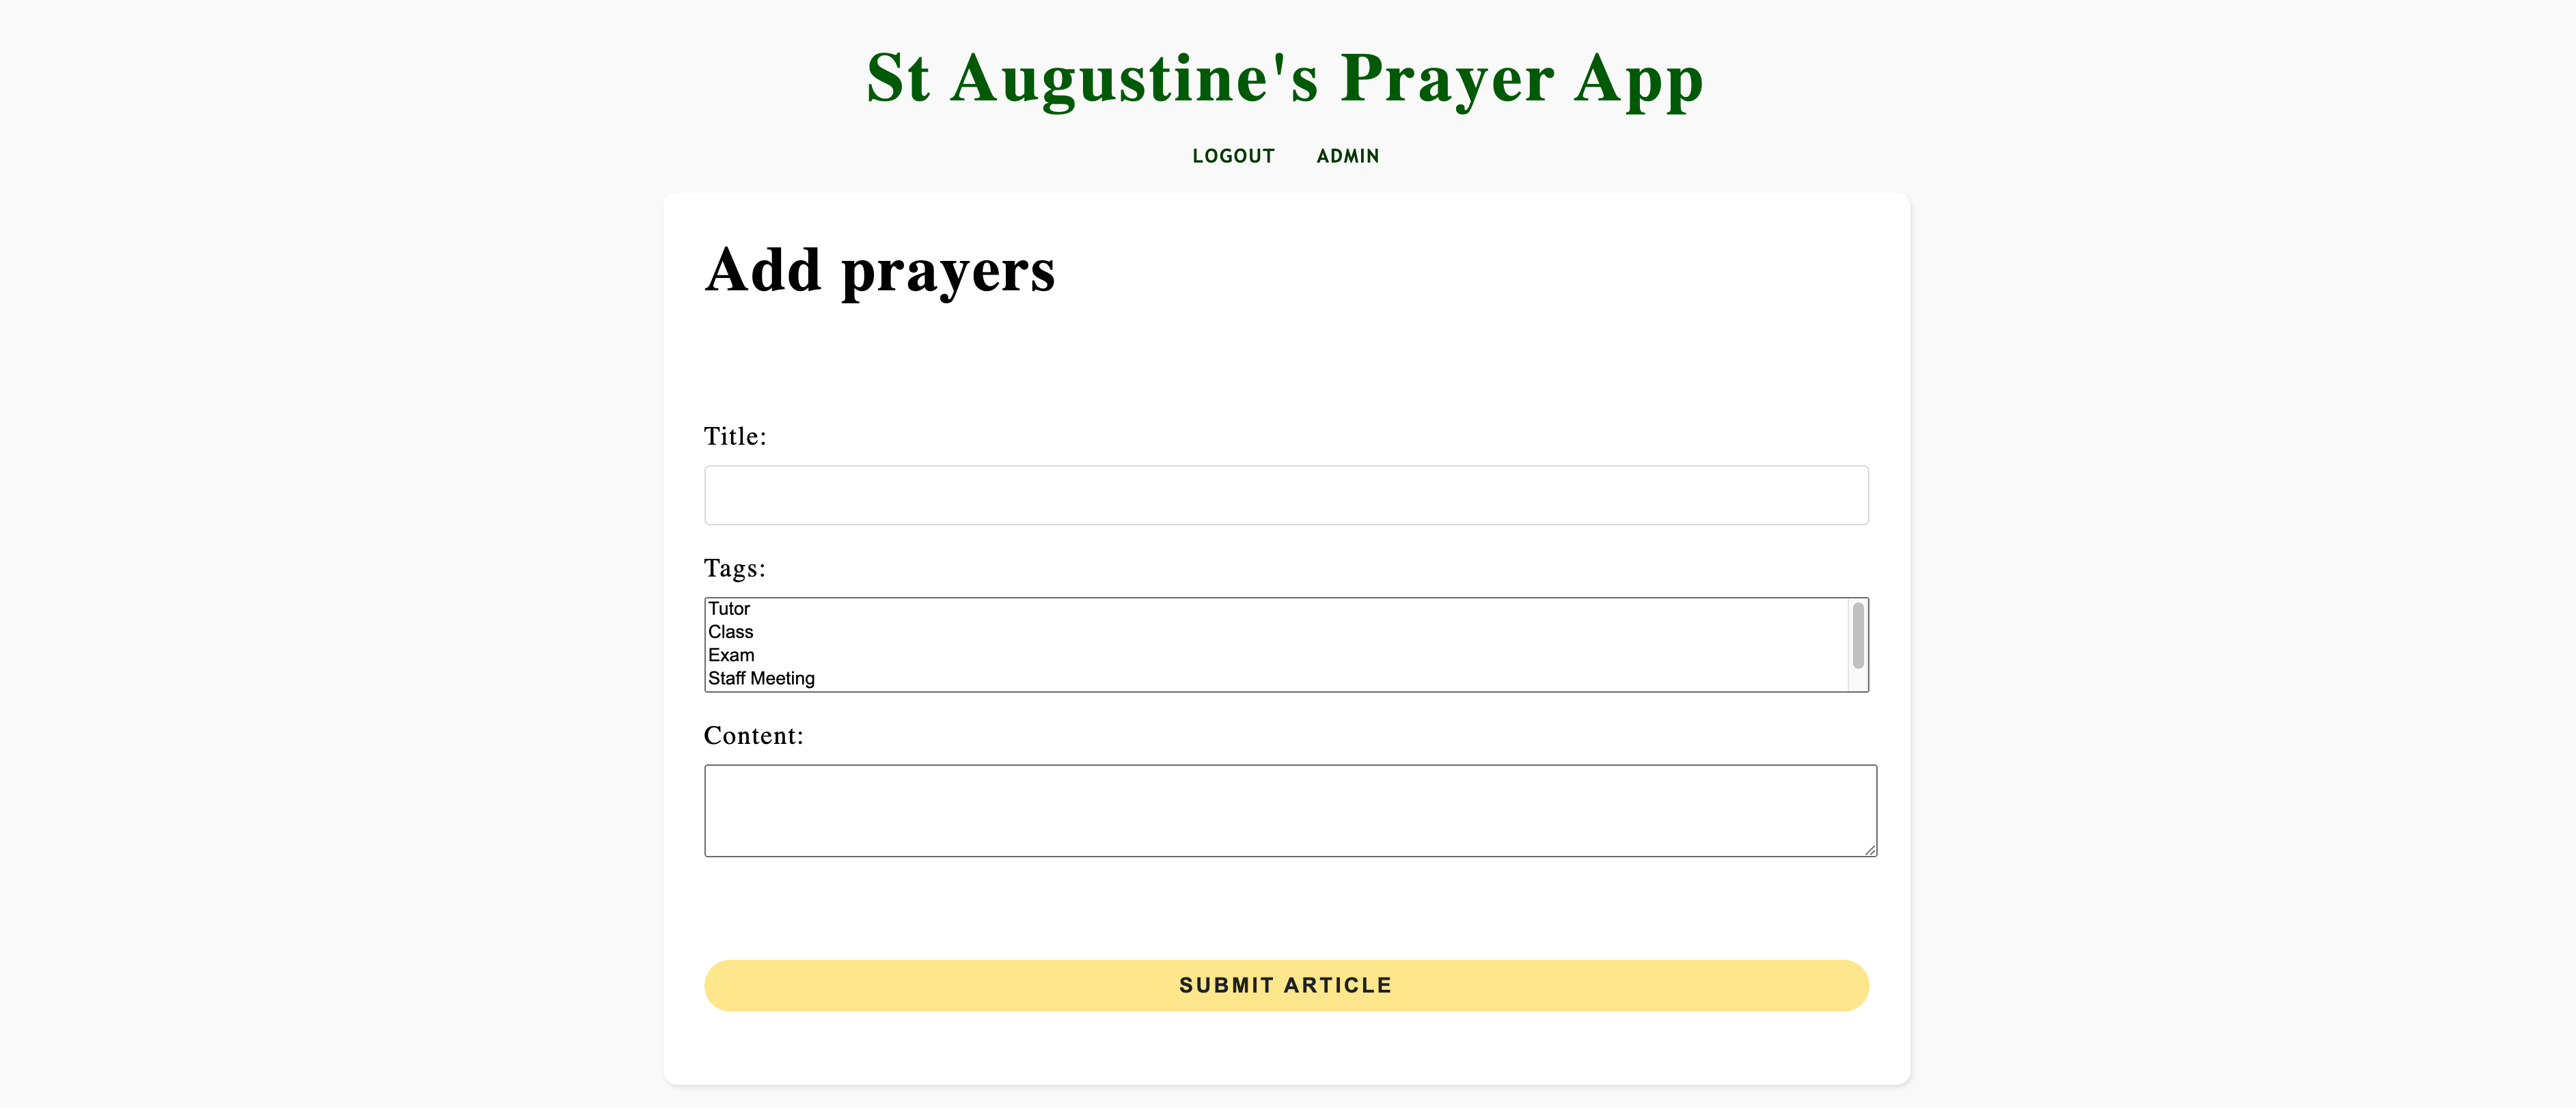 St Augustine's Prayer App
LOGOUT ADMIN
Add prayers
Title:
Tags:
Tutor
Class
Exam
Staff Meeting
Content:
SUBMIT ARTICLE